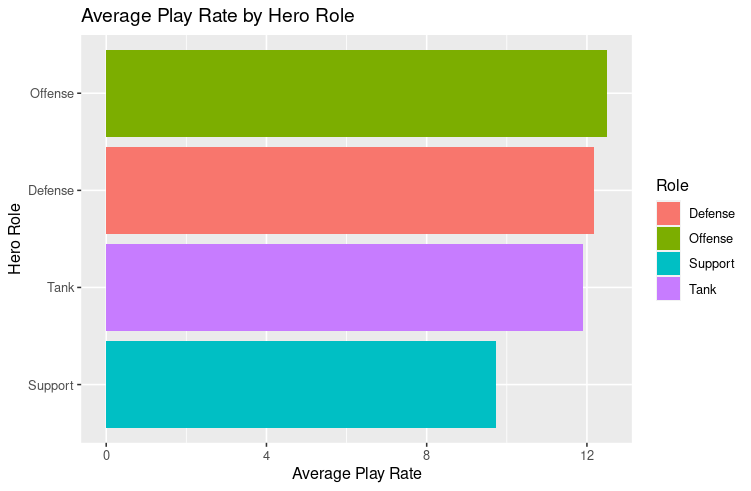 Average Play Rate by Hero Role
Offense
Defense
Tank
Support
Hero Role
0 4 8 12
Average Play Rate
Role
Defense
Offense
Support
Tank